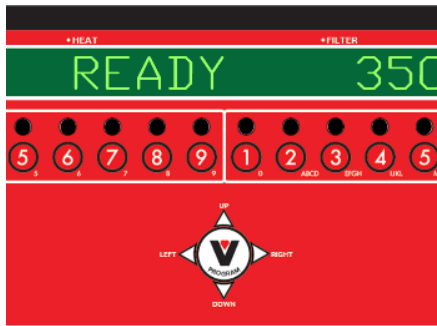 •HEAT •FILTER
READY 350
5 6 7 8 9 1 2 3 4 5
5 6 7 8 9 0 ABCD EFGH IJKL
UP
LEFT V RIGHT
PROGRAM
DOWN